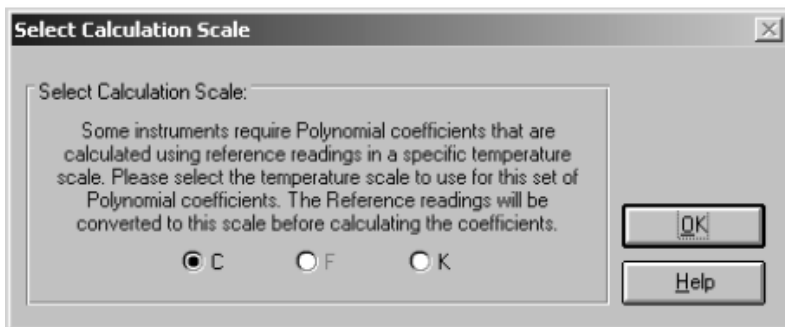 Select Calculation Scale
Select Calculation Scale:
Some instruments require Polynomial coefficients that are
calculated using reference readings in a specific temperature
scale. Please select the temperature scale to use for this set of
Polynomial coefficients. The Reference readings will be
converted to this scale before calculating the coefficients.
C F K
OK
Help